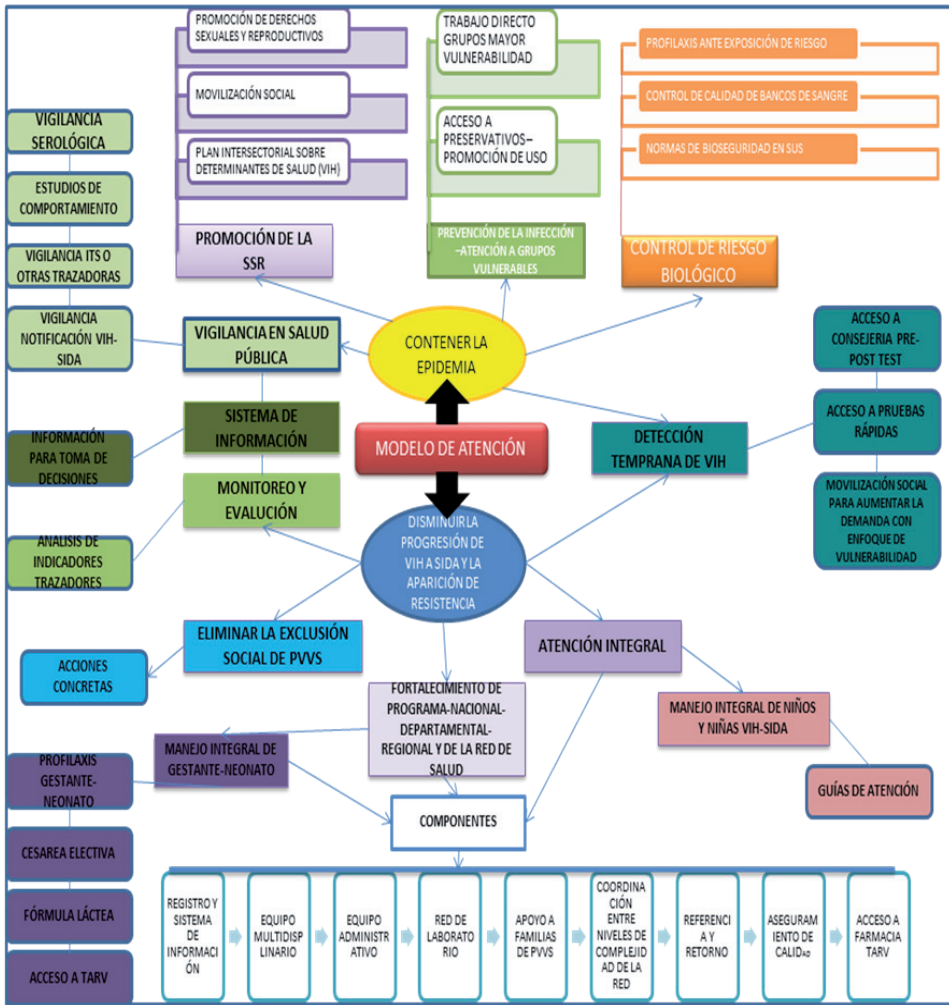 PROMOCIÓN DE DERECHOS
SEXUALES Y REPRODUCTIVOS
MOVILIZACIÓN SOCIAL
PLAN INTERSECTORIAL SOBRE
DETERMINANTES DE SALUD (VIH)
PROMOCIÓN DE LA
SSR
TRABAJO DIRECTO
GRUPOS MAYOR
VULNERABILIDAD
ACCESO A
PRESERVATIVOS–
PROMOCIÓN DE USO
PREVENCIÓN DE LA INFECCIÓN
–ATENCIÓN A GRUPOS
VULNERABLES
PROFILAXIS ANTE EXPOSICIÓN DE RIESGO
CONTROL DE CALIDAD DE BANCOS DE SANGRE
NORMAS DE BIOSEGURIDAD EN SUS
CONTROL DE RIESGO
BIOLÓGICO
VIGILANCIA
SEROLÓGICA
ESTUDIOS DE
COMPORTAMIENTO
VIGILANCIA ITS O
OTRAS TRAZADORAS
VIGILANCIA
NOTIFICACIÓN VIH-
SIDA
VIGILANCIA EN SALUD
PÚBLICA
CONTENER LA
EPIDEMIA
ACCESO A
CONSEJERIA PRE-
POST TEST
SISTEMA DE
INFORMACIÓN
MODELO DE ATENCIÓN
DETECCIÓN
TEMPRANA DE VIH
ACCESO A PRUEBAS
RÁPIDAS
INFORMACIÓN
PARA TOMA DE
DECISIONES
MONITOREO Y
EVALUCIÓN
MOVILIZACIÓN SOCIAL
PARA AUMENTAR LA
DEMANDA CON
ENFOQUE DE
VULNERABILIDAD
ANÁLISIS DE
INDICADORES
TRAZADORES
DISMINUIR LA
PROGRESIÓN DE
VIH A SIDA Y LA
APARICIÓN DE
RESISTENCIA
ELIMINAR LA EXCLUSIÓN
SOCIAL DE PVVS
ATENCIÓN INTEGRAL
ACCIONES
CONCRETAS
FORTALECIMIENTO DE
PROGRAMA-NACIONAL-
DEPARTAMENTAL-
REGIONAL Y DE LA RED DE
SALUD
MANEJO INTEGRAL DE NIÑOS
Y NIÑAS VIH-SIDA
MANEJO INTEGRAL DE
GESTANTE-NEONATO
PROFILAXIS
GESTANTE-
NEONATO
GUÍAS DE ATENCIÓN
COMPONENTES
CESAREA ELECTIVA
FÓRMULA LÁCTEA
ACCESO A TARV
REGISTRO Y
SISTEMA
DE
INFORMACI
ÓN
EQUIPO
MULTIDISP
LINARIO
EQUIPO
ADMINISTR
ATIVO
RED DE
LABORATO
RIO
APOYO A
FAMILIAS
DE PVVS
COORDINA
CIÓN
ENTRE
NIVELES DE
COMPLEJID
AD DE LA
RED
REFERENCI
A Y
RETORNO
ASEGURAM
IENTO DE
CALIDAD
ACCESO A
FARMACIA
TARV